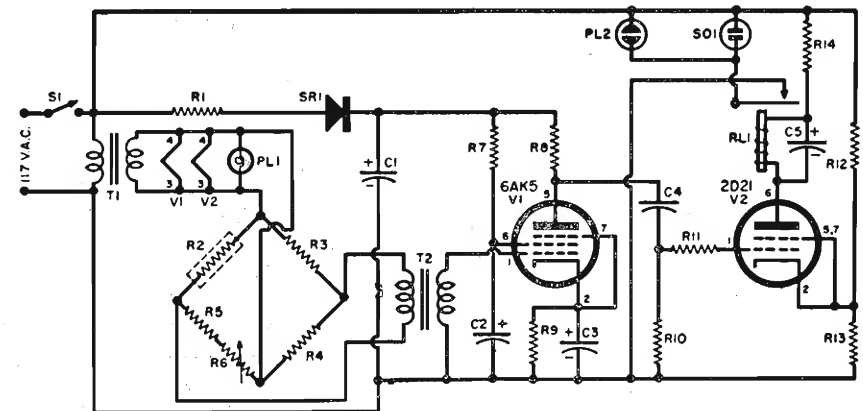 PL2
SO1
R14
S1
R1
SR1
117 V.A.C.
T1
4
4
PL1
3
3
V1
V2
C1
R7
R8
6AK5
V1
5
C4
RL1
C5
R12
2D21
V2
6
R2
R3
T2
6
1
7
R11
1
5,7
R5
R6
R4
C2
R9
2
C3
R10
2
R13
+
−
+
−
+
−
+
−